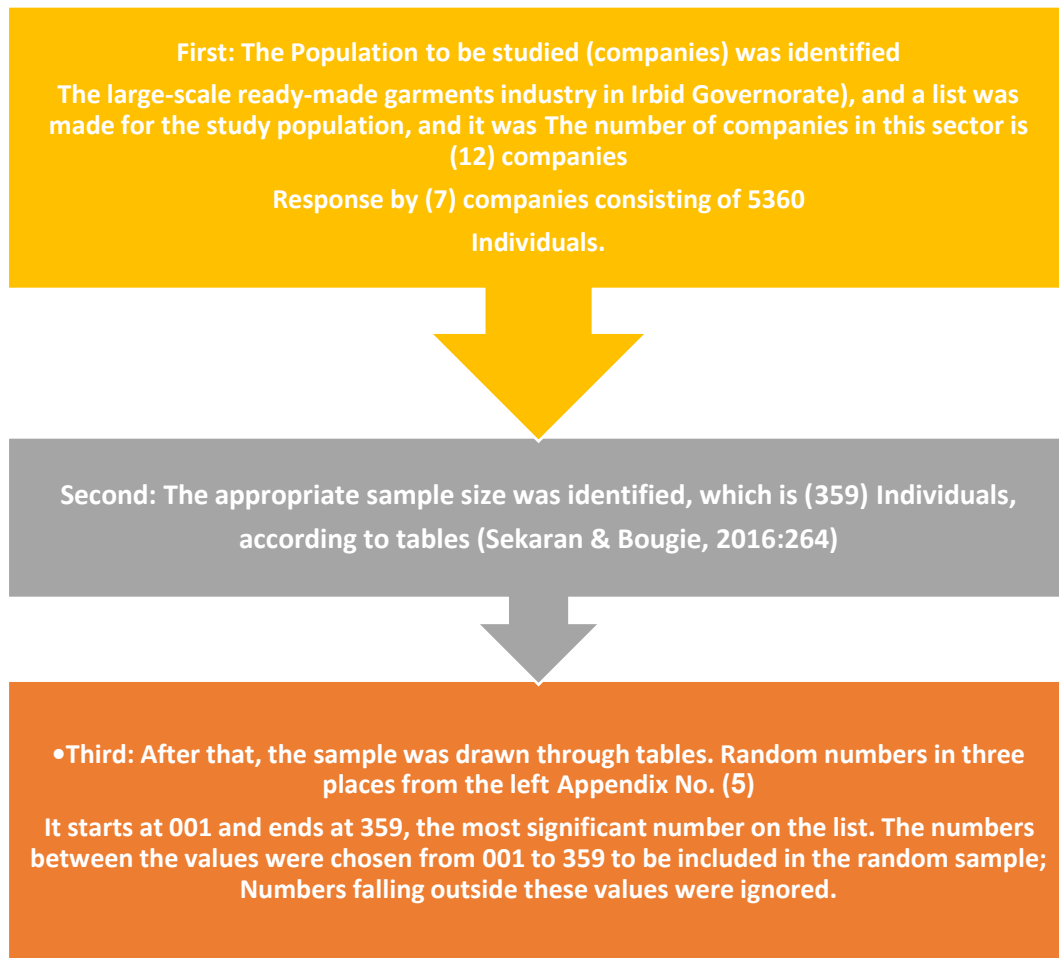 First: The Population to be studied (companies) was identified
The large-scale ready-made garments industry in Irbid Governorate), and a list was
made for the study population, and it was The number of companies in this sector is
(12) companies
Response by (7) companies consisting of 5360
Individuals.
Second: The appropriate sample size was identified, which is (359) Individuals,
according to tables (Sekaran & Bougie, 2016:264)
•Third: After that, the sample was drawn through tables. Random numbers in three
places from the left Appendix No. (5)
It starts at 001 and ends at 359, the most significant number on the list. The numbers
between the values were chosen from 001 to 359 to be included in the random sample;
Numbers falling outside these values were ignored.